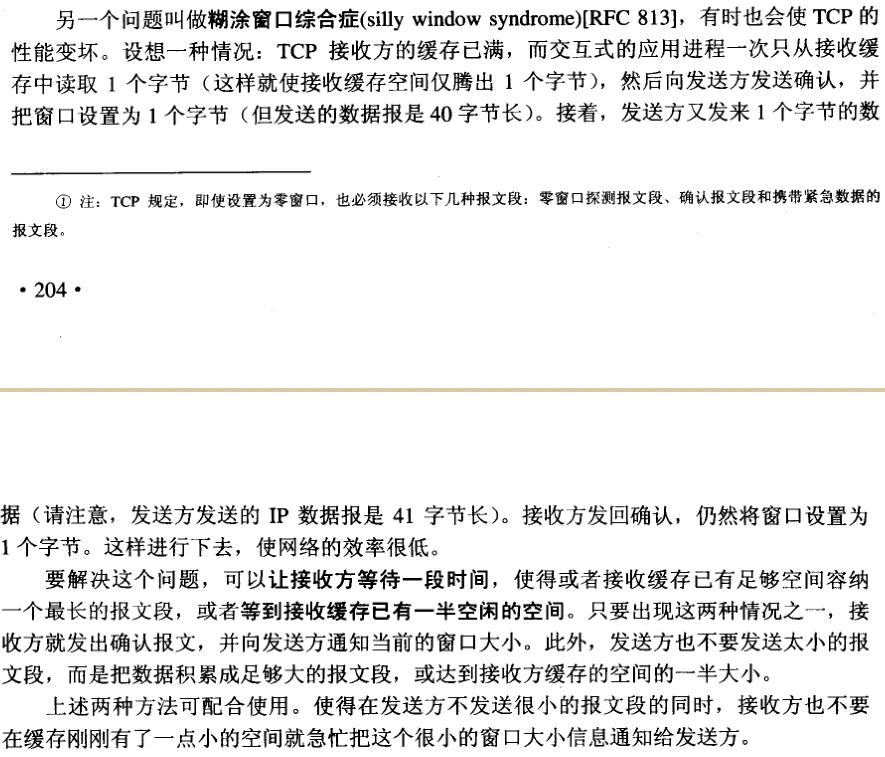 另一个问题叫做糊涂窗口综合症(silly window syndrome)[RFC 813]，有时也会使 TCP 的
性能变坏。设想一种情况：TCP 接收方的缓存已满，而交互式的应用进程一次只从接收缓
存中读取 1 个字节（这样就使接收缓存空间仅腾出 1 个字节），然后向发送方发送确认，并
把窗口设置为 1 个字节（但发送的数据报是 40 字节长）。接着，发送方又发来 1 个字节的数
① 注：TCP 规定，即使设置为零窗口，也必须接收以下几种报文段：零窗口探测报文段、确认报文段和携带紧急数据的
报文段。
·204·
据（请注意，发送方发送的 IP 数据报是 41 字节长）。接收方发回确认，仍然将窗口设置为
1 个字节。这样进行下去，使网络的效率很低。
要解决这个问题，可以让接收方等待一段时间，使得或者接收缓存已有足够空间容纳
一个最长的报文段，或者等到接收缓存已有一半空闲的空间。只要出现这两种情况之一，接
收方就发出确认报文，并向发送方通知当前的窗口大小。此外，发送方也不要发送太小的报
文段，而是把数据积累成足够大的报文段，或达到接收方缓存的空间的一半大小。
上述两种方法可配合使用。使得在发送方不发送很小的报文段的同时，接收方也不要
在缓存刚刚有了一点小的空间就急忙把这个很小的窗口大小信息通知给发送方。